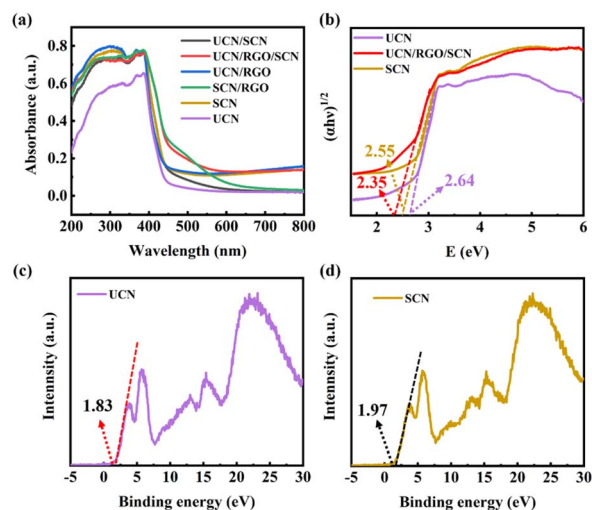 (a)
UCN/SCN
UCN/RGO/SCN
UCN/RGO
SCN/RGO
SCN
UCN
Absorbance (a.u.)
0.8
0.6
0.4
0.2
0.0
200 300 400 500 600 700 800
Wavelength (nm)
(b)
UCN
UCN/RGO/SCN
SCN
(αhv)1/2
2.55
2.35
2.64
2 3 4 5 6
E (eV)
(c)
UCN
Intennsity (a.u.)
1.83
-5 0 5 10 15 20 25 30
Binding energy (eV)
(d)
SCN
Intennsity (a.u.)
1.97
-5 0 5 10 15 20 25 30
Binding energy (eV)